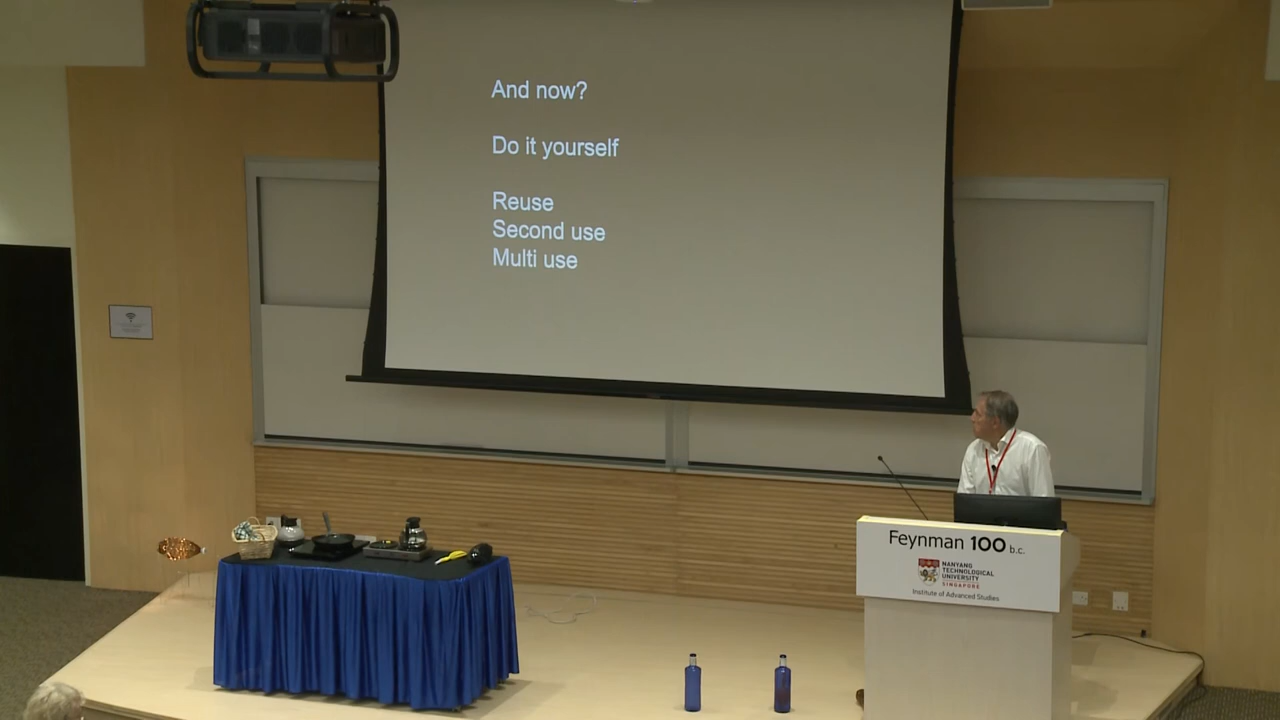 And now?
Do it yourself
Reuse
Second use
Multi use
Feynman 100 b.c.
NANYANG
TECHNOLOGICAL
UNIVERSITY
SINGAPORE
Institute of Advanced Studies